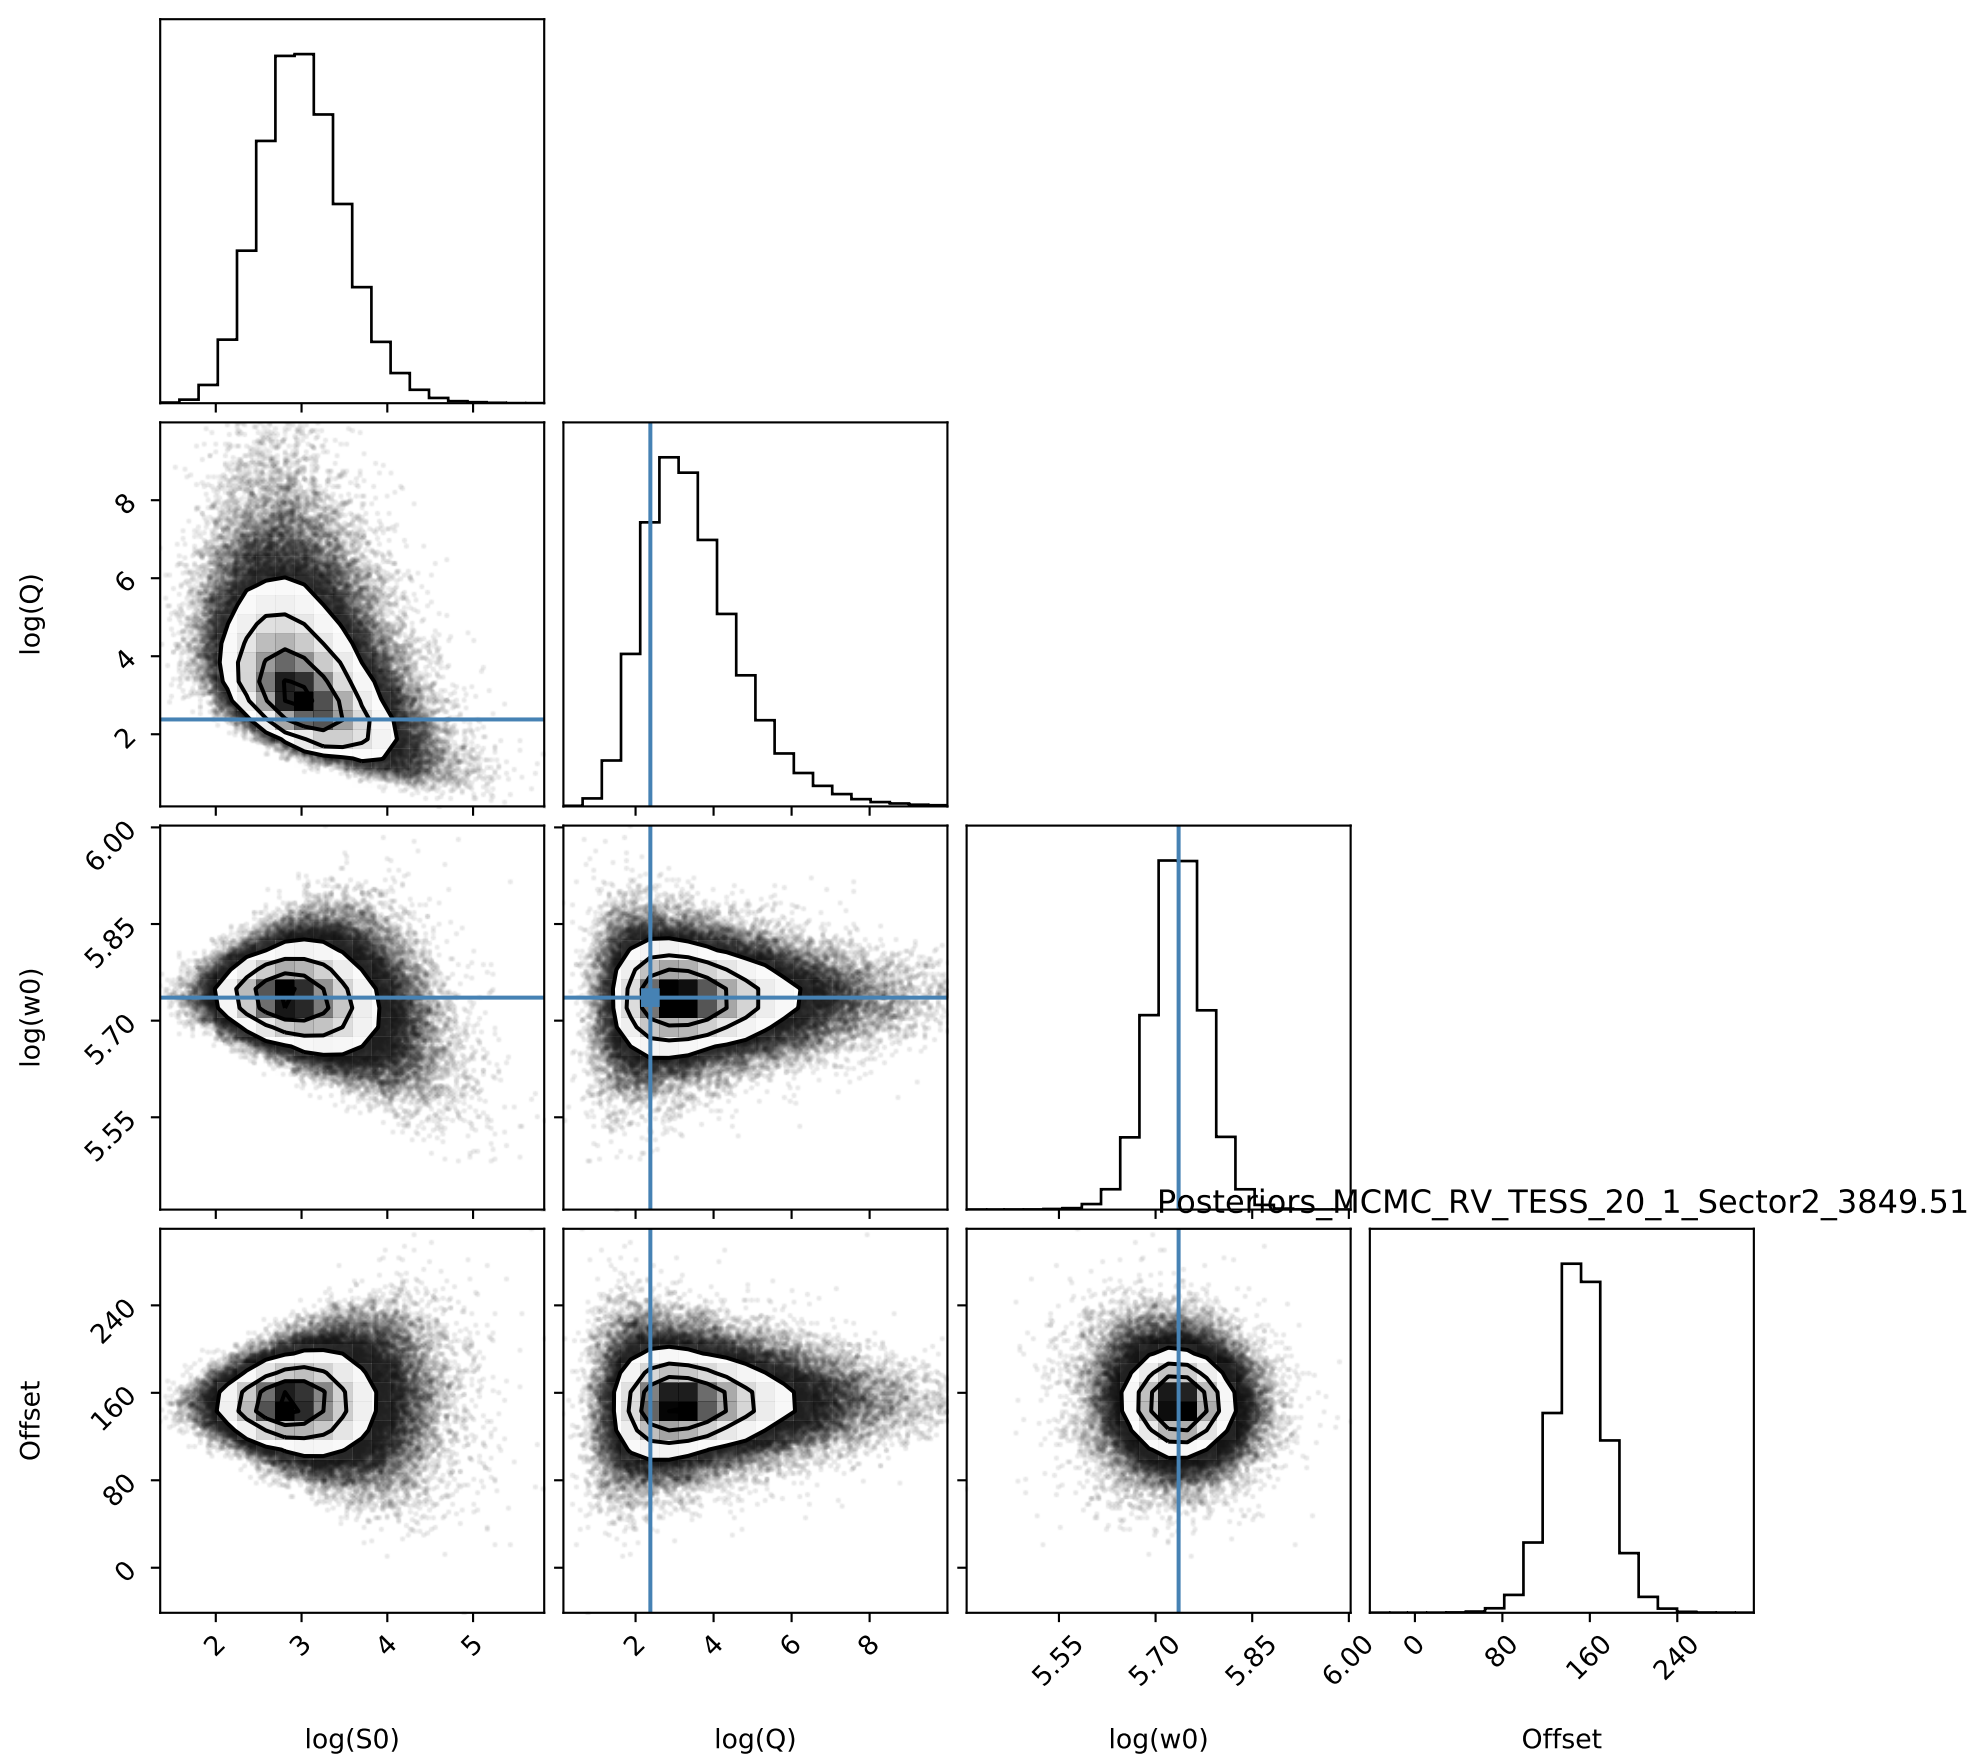 log(Q)
8
6
4
2
log(w0)
6.00
5.85
5.70
5.55
Posteriors_MCMC_RV_TESS_20_1_Sector2_3849.51
Offset
240
160
80
0
2 3 4 5
2 4 6 8
5.55 5.70 5.85 6.00
0 80 160 240
log(S0) log(Q) log(w0) Offset